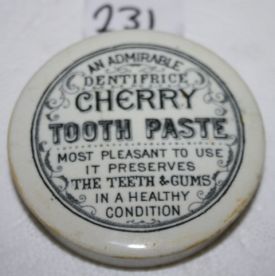 231
AN ADMIRABLE
DENTIFRICE
CHERRY
TOOTH PASTE
MOST PLEASANT TO USE
IT PRESERVES
THE TEETH & GUMS
IN A HEALTHY
CONDITION